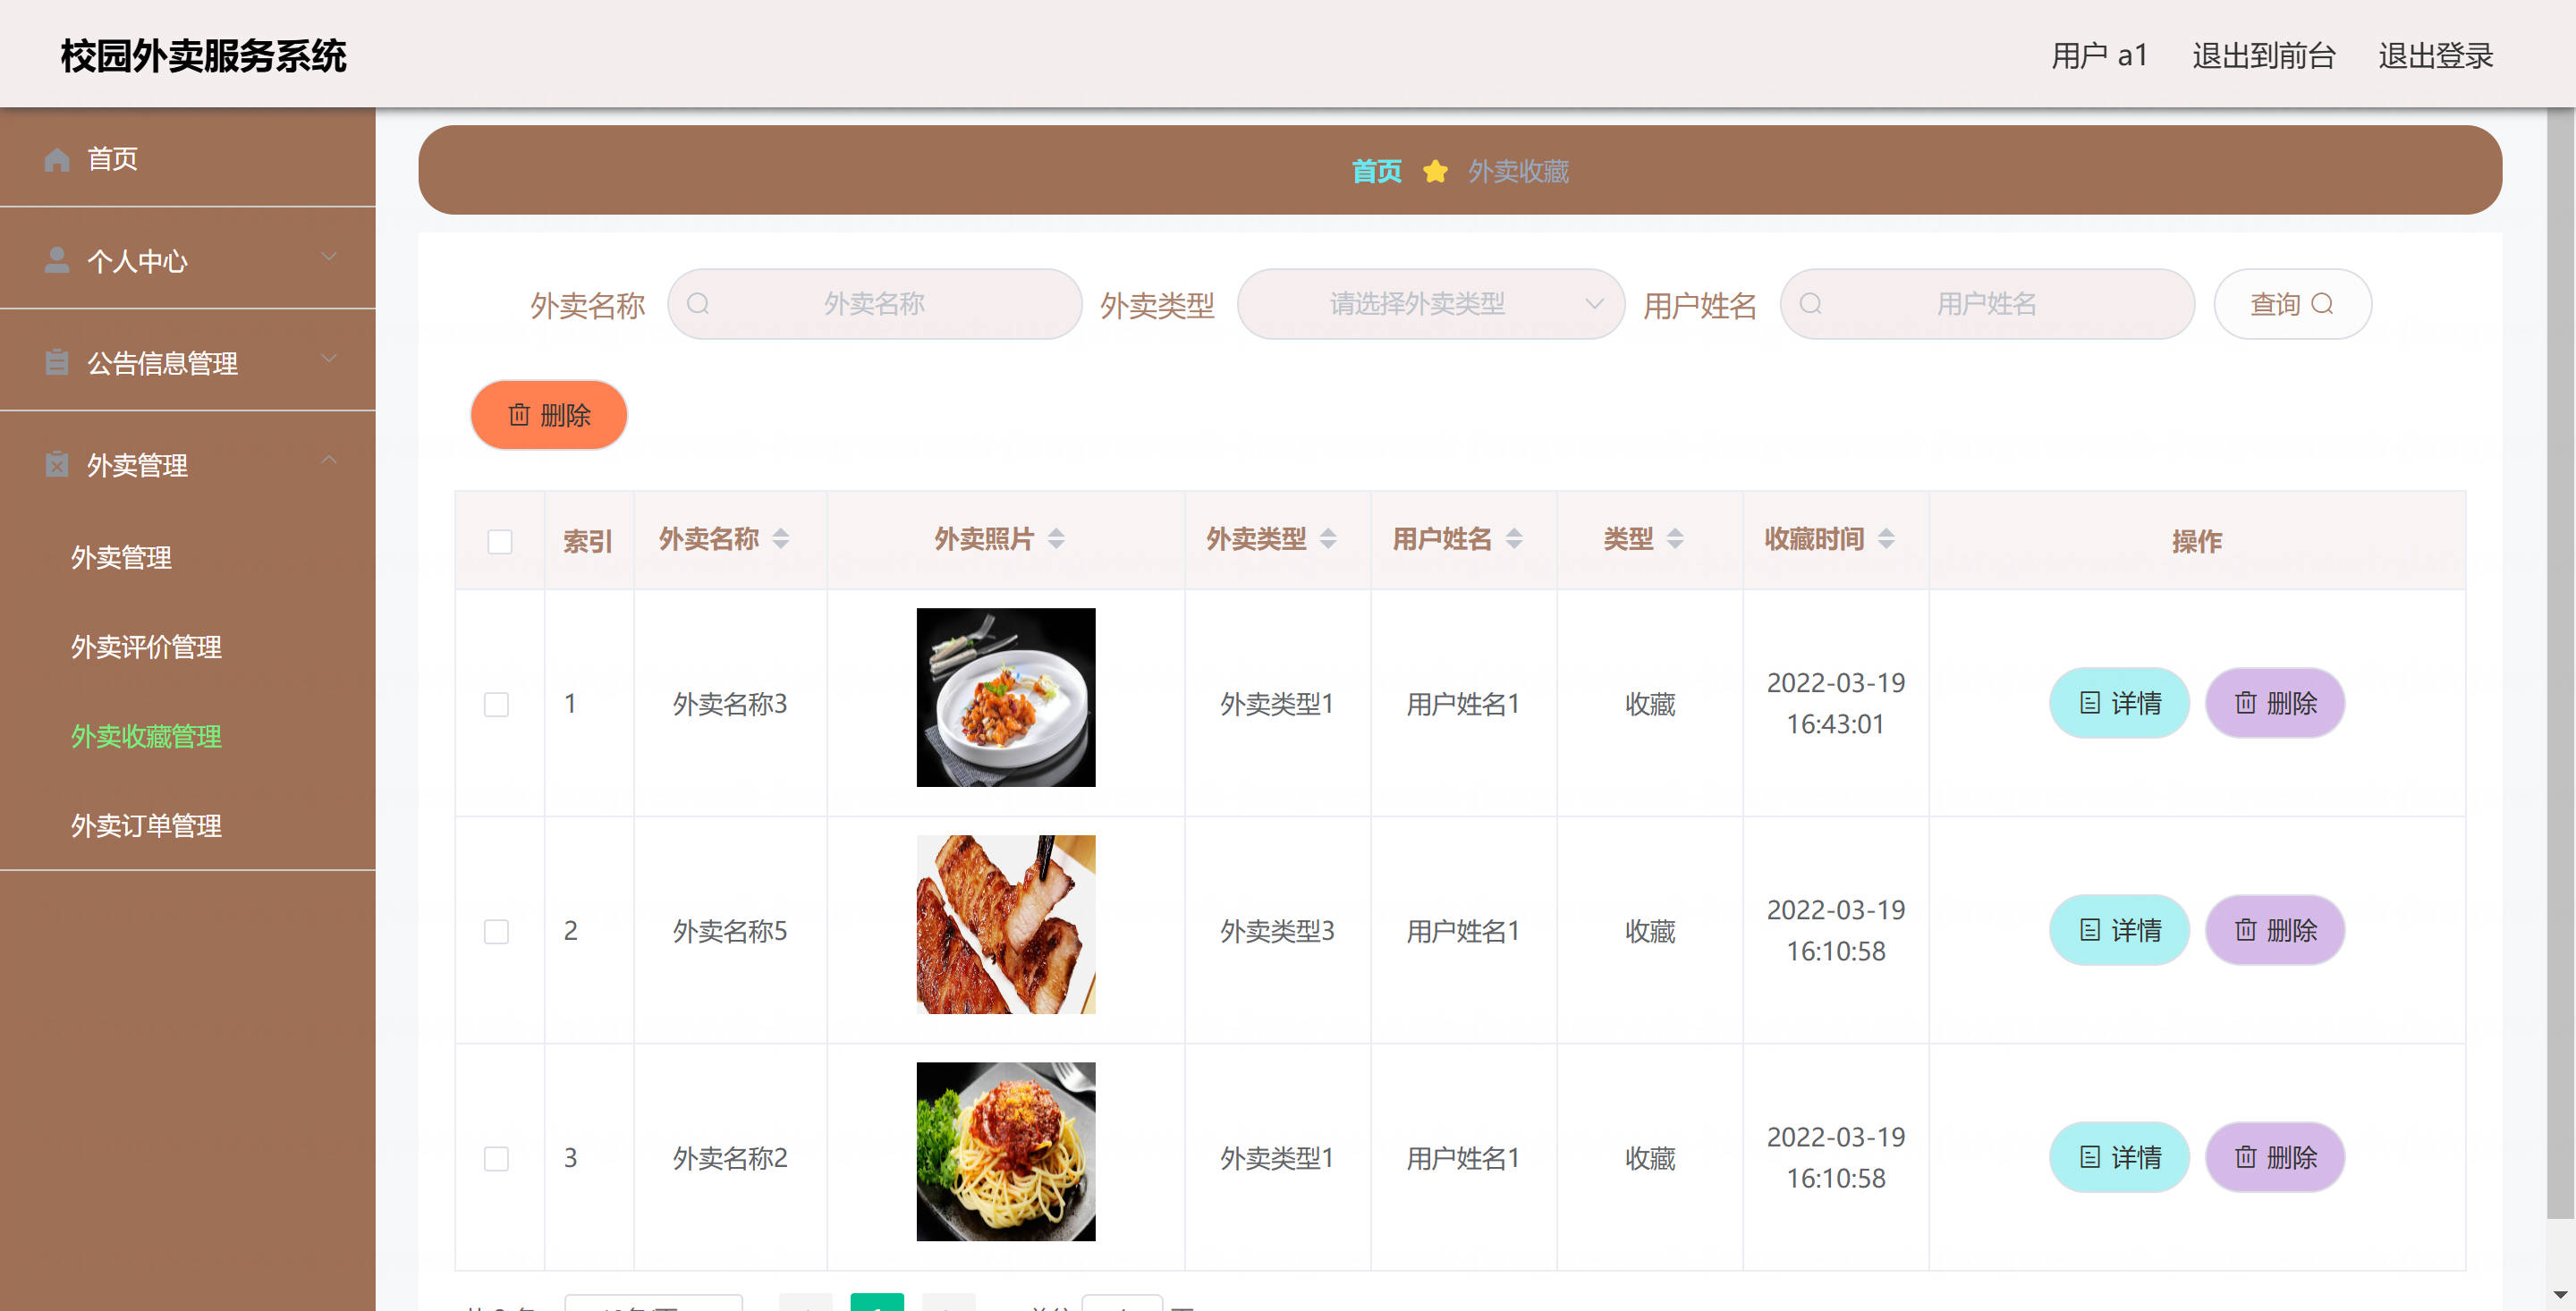 校园外卖服务系统
用户 a1 退出到前台 退出登录
首页
个人中心
公告信息管理
外卖管理
外卖管理
外卖评价管理
外卖收藏管理
外卖订单管理
首页 外卖收藏
外卖名称 外卖名称 外卖类型 请选择外卖类型 用户姓名 用户姓名 查询
删除
索引 外卖名称 外卖照片 外卖类型 用户姓名 类型 收藏时间 操作
1 外卖名称3 外卖类型1 用户姓名1 收藏 2022-03-19 16:43:01 详情 删除
2 外卖名称5 外卖类型3 用户姓名1 收藏 2022-03-19 16:10:58 详情 删除
3 外卖名称2 外卖类型1 用户姓名1 收藏 2022-03-19 16:10:58 详情 删除